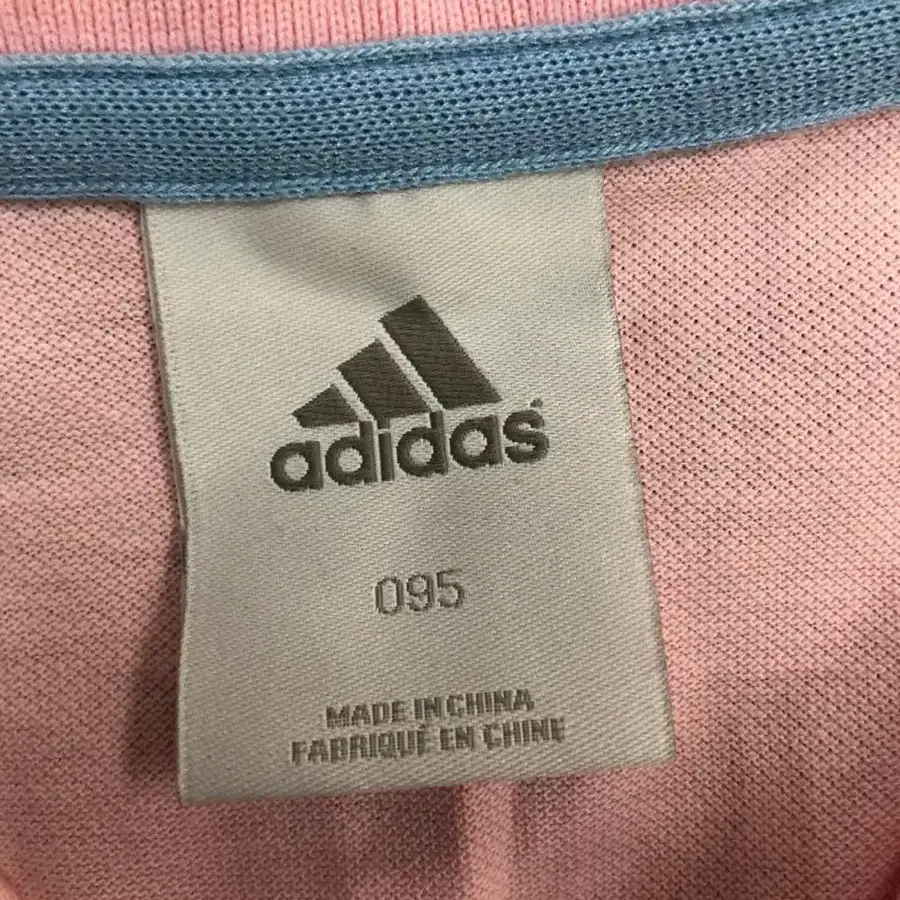 adidas
095
MADE IN CHINA
FABRIQUÉ EN CHINE